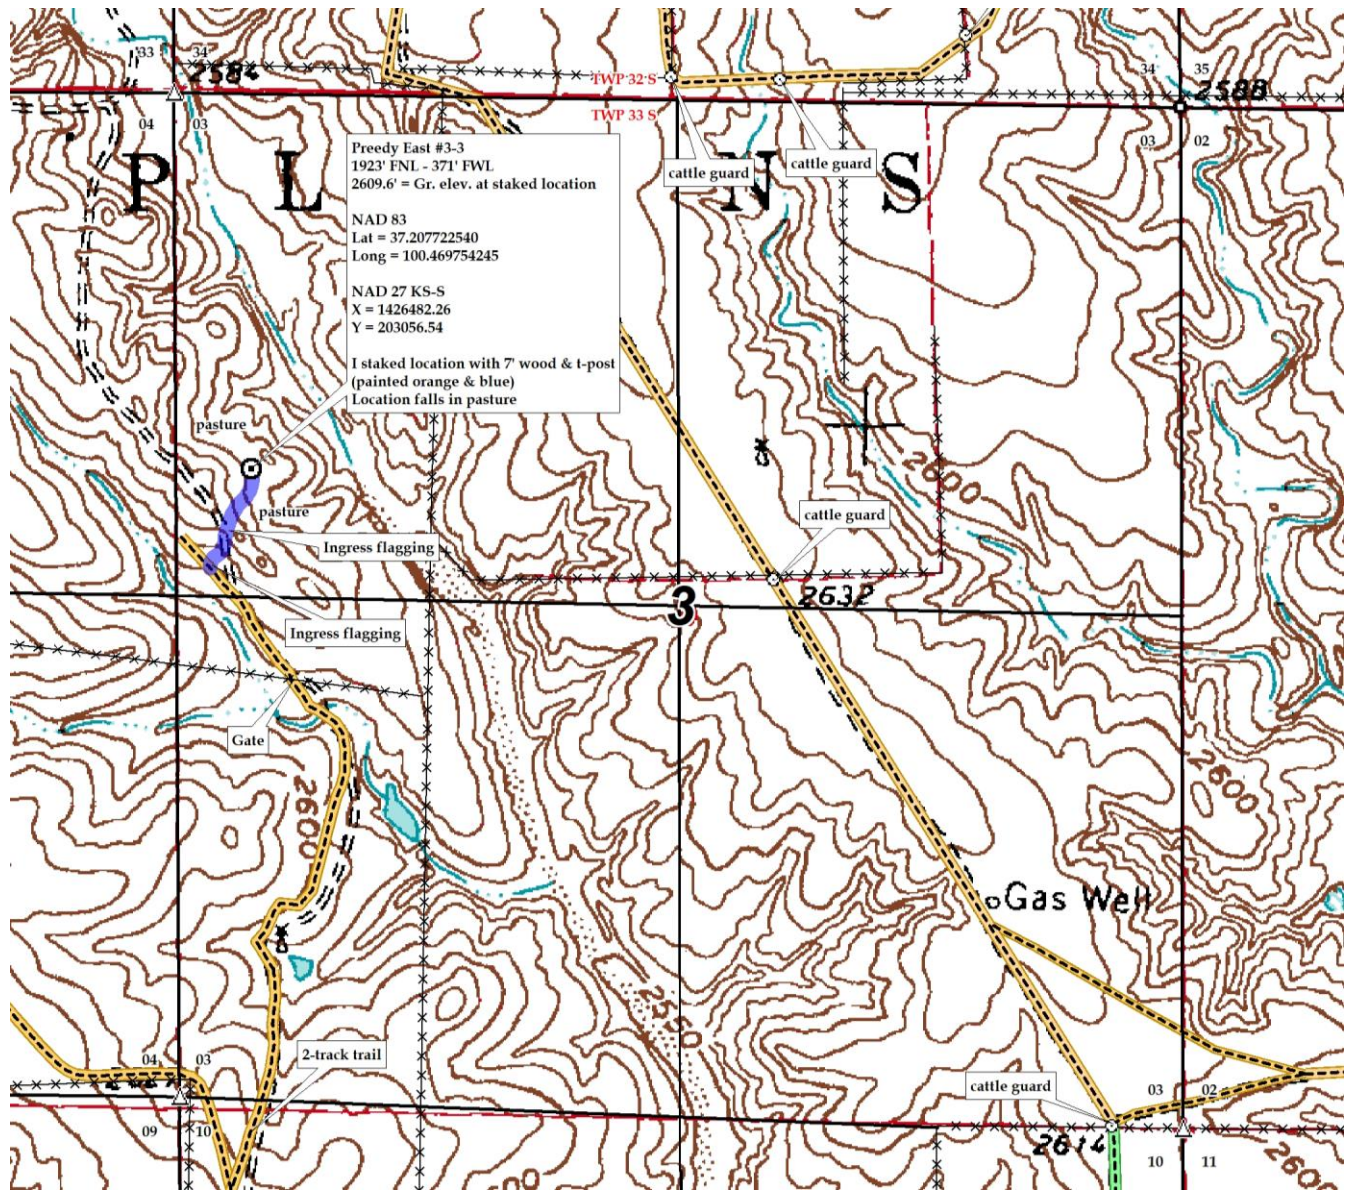 33 34
2584
TWP 32 S
TWP 33 S
34 35
2588
04 03
03 02
P L N S
cattle guard
cattle guard
Preedy East #3-3
1923' FNL - 371' FWL
2609.6' = Gr. elev. at staked location
NAD 83
Lat = 37.207722540
Long = 100.469754245
NAD 27 KS-S
X = 1426482.26
Y = 203056.54
I staked location with 7' wood & t-post
(painted orange & blue)
Location falls in pasture
pasture
2600
pasture
cattle guard
Ingress flagging
2632
3
Ingress flagging
Gate
2600
2600
Gas Well
2550
04 03
2-track trail
cattle guard
03 02
09 10
2614
10 11
2600